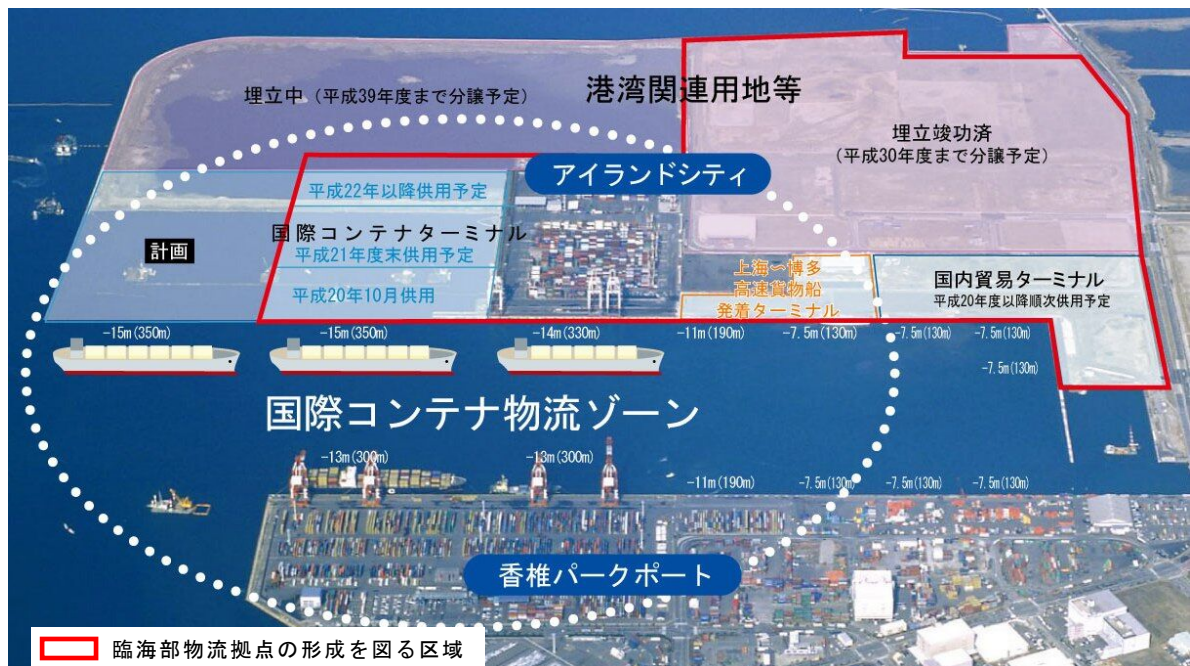 港湾関連用地等
埋立中（平成39年度まで分譲予定）
埋立竣功済
（平成30年度まで分譲予定）
アイランドシティ
平成22年以降供用予定
国際コンテナターミナル
計画
平成21年度末供用予定
平成20年10月供用
上海〜博多
高速貨物船
発着ターミナル
国内貿易ターミナル
平成20年度以降順次供用予定
-15m(350m)
-15m(350m)
-14m(330m)
-11m(190m)
-7.5m(130m)
-7.5m(130m)
-7.5m(130m)
-7.5m(130m)
国際コンテナ物流ゾーン
-13m(300m)
-13m(300m)
-11m(190m)
-7.5m(130m)
-7.5m(130m)
-7.5m(130m)
香椎パークポート
臨海部物流拠点の形成を図る区域